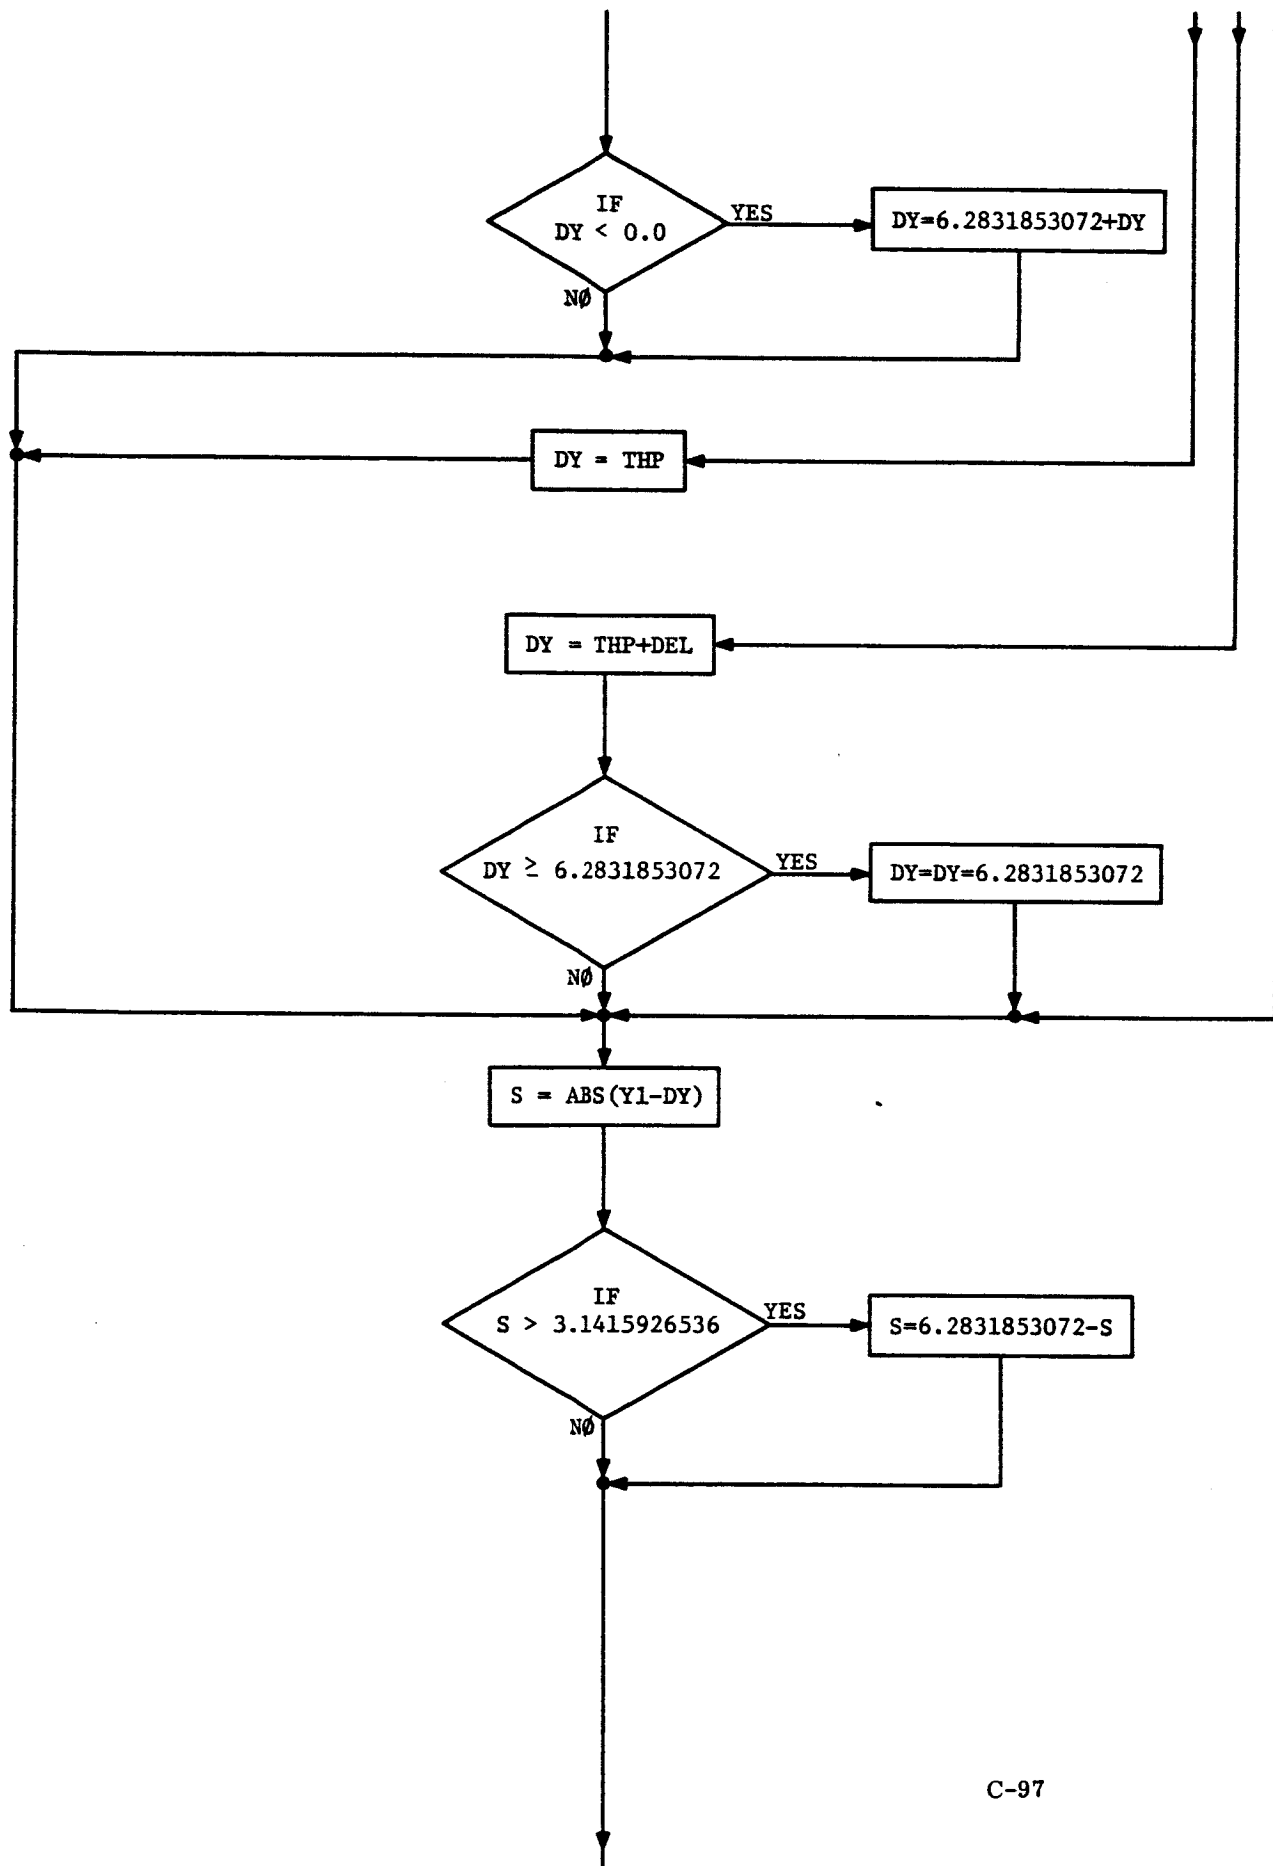 IF
DY < 0.0
YES
DY=6.2831853072+DY
NØ
DY = THP
DY = THP+DEL
IF
DY ≥ 6.2831853072
YES
DY=DY=6.2831853072
NØ
S = ABS(Y1-DY)
IF
S > 3.1415926536
YES
S=6.2831853072-S
NØ
C-97